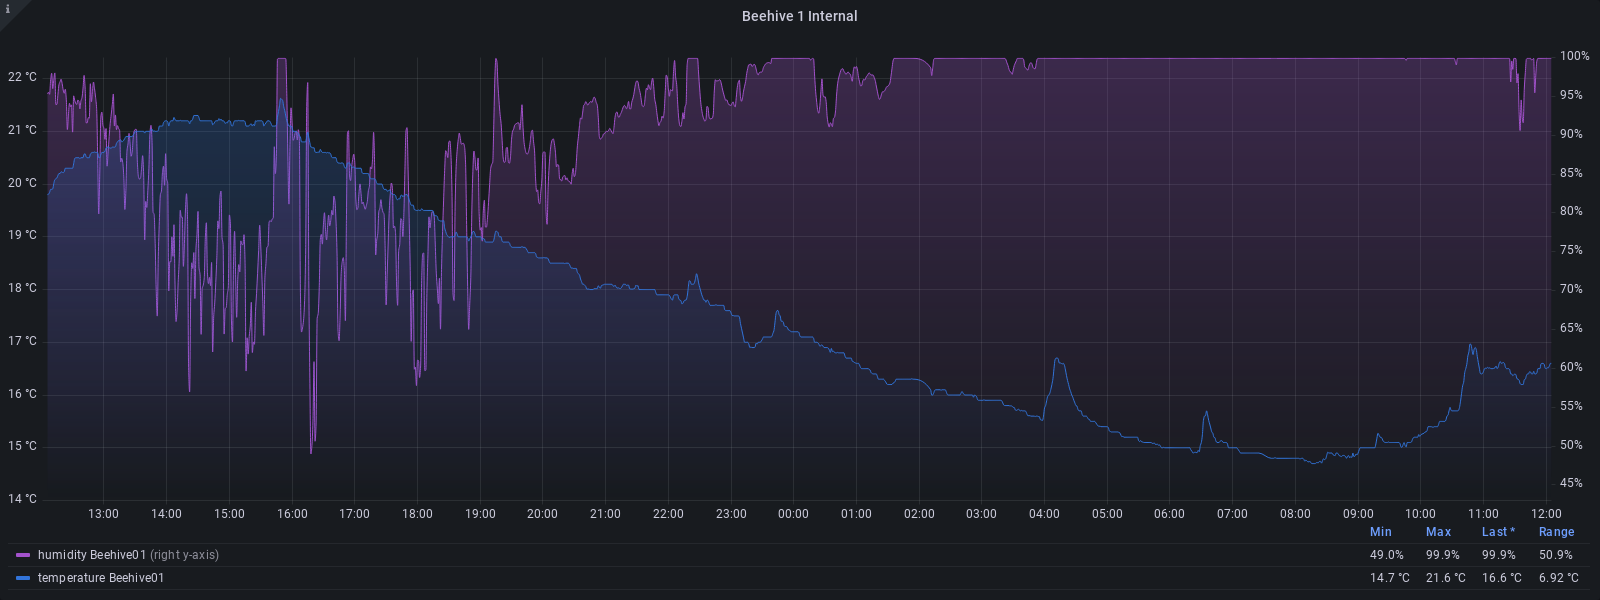 i
Beehive 1 Internal
22 °C
21 °C
20 °C
19 °C
18 °C
17 °C
16 °C
15 °C
14 °C
100%
95%
90%
85%
80%
75%
70%
65%
60%
55%
50%
45%
13:00 14:00 15:00 16:00 17:00 18:00 19:00 20:00 21:00 22:00 23:00 00:00 01:00 02:00 03:00 04:00 05:00 06:00 07:00 08:00 09:00 10:00 11:00 12:00
Min Max Last * Range
humidity Beehive01 (right y-axis) 49.0% 99.9% 99.9% 50.9%
temperature Beehive01 14.7 °C 21.6 °C 16.6 °C 6.92 °C